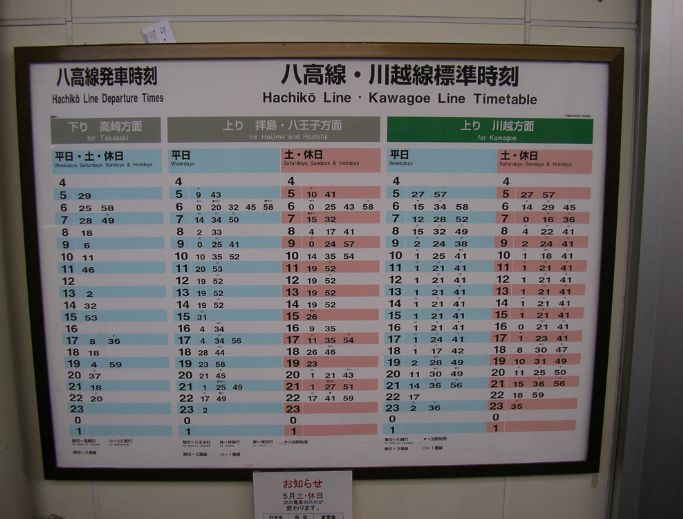 八高線発車時刻
Hachikō Line Departure Times
八高線・川越線標準時刻
Hachikō Line · Kawagoe Line Timetable
下り 高崎方面
for Takasaki
上り 拝島・八王子方面
for Haijima and Hachioji
上り 川越方面
for Kawagoe
平日・土・休日
Weekdays, Saturdays, Sundays & Holidays
平日
Weekdays
土・休日
Saturdays, Sundays & Holidays
平日
Weekdays
土・休日
Saturdays, Sundays & Holidays
4 4 4 4 4
5 29 5 9 43 5 10 41 5 27 57 5 27 57
6 25 58 6 0 20 32 45 58 6 0 25 43 58 6 15 34 58 6 14 29 45
7 28 49 7 14 34 50 7 15 32 7 12 28 52 7 0 16 36
8 18 8 2 33 8 4 17 41 8 15 32 49 8 4 22 41
9 6 9 0 25 41 9 0 24 57 9 2 24 38 9 2 24 41
10 11 10 10 35 52 10 14 35 54 10 1 25 41 10 1 18 41
11 46 11 20 53 11 19 52 11 1 21 41 11 1 21 41
12 12 19 52 12 19 52 12 1 21 41 12 1 21 41
13 2 13 19 52 13 19 52 13 1 21 41 13 1 21 41
14 32 14 19 52 14 19 52 14 1 21 41 14 1 21 41
15 53 15 31 15 26 15 1 21 41 15 1 21 41
16 16 4 34 16 9 35 16 1 21 41 16 0 21 41
17 8 36 17 4 34 56 17 11 35 54 17 1 24 41 17 1 23 41
18 18 18 28 44 18 26 46 18 1 17 42 18 8 30 47
19 4 59 19 23 58 19 23 19 2 28 49 19 10 31 49
20 37 20 21 45 20 1 21 43 20 11 30 49 20 11 25 50
21 18 21 1 25 49 21 1 27 51 21 14 36 56 21 15 36 56
22 20 22 17 49 22 17 41 59 22 17 22 18 59
23 23 2 23 23 2 36 23 35
0 0 0 0 0
1 1 1 1 1
お知らせ
5月土・休日
変わります。